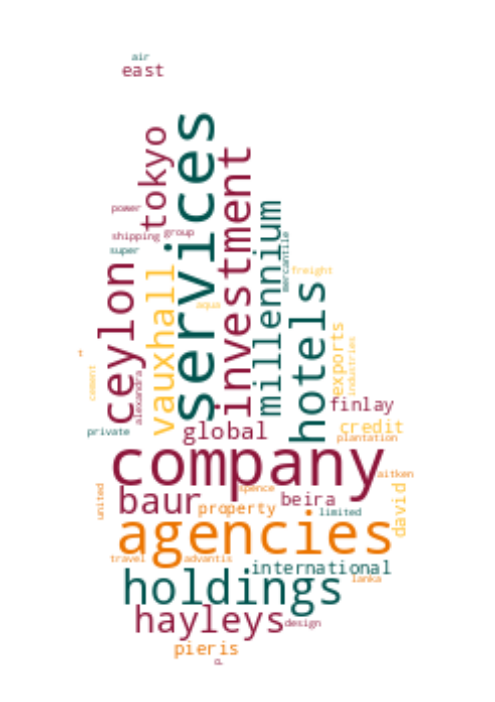 air
east
services
tokyo
investment
millennium
power
shipping
group
super
mercantile
ceylon
vauxhall
freight
hotels
aqua
exports
industries
t
cement
alexandra
finlay
private
global
credit
plantation
company
aitken
united
baur
spence
beira
property
limited
david
agencies
travel
advantis
international
lanka
holdings
hayleys
design
pieris